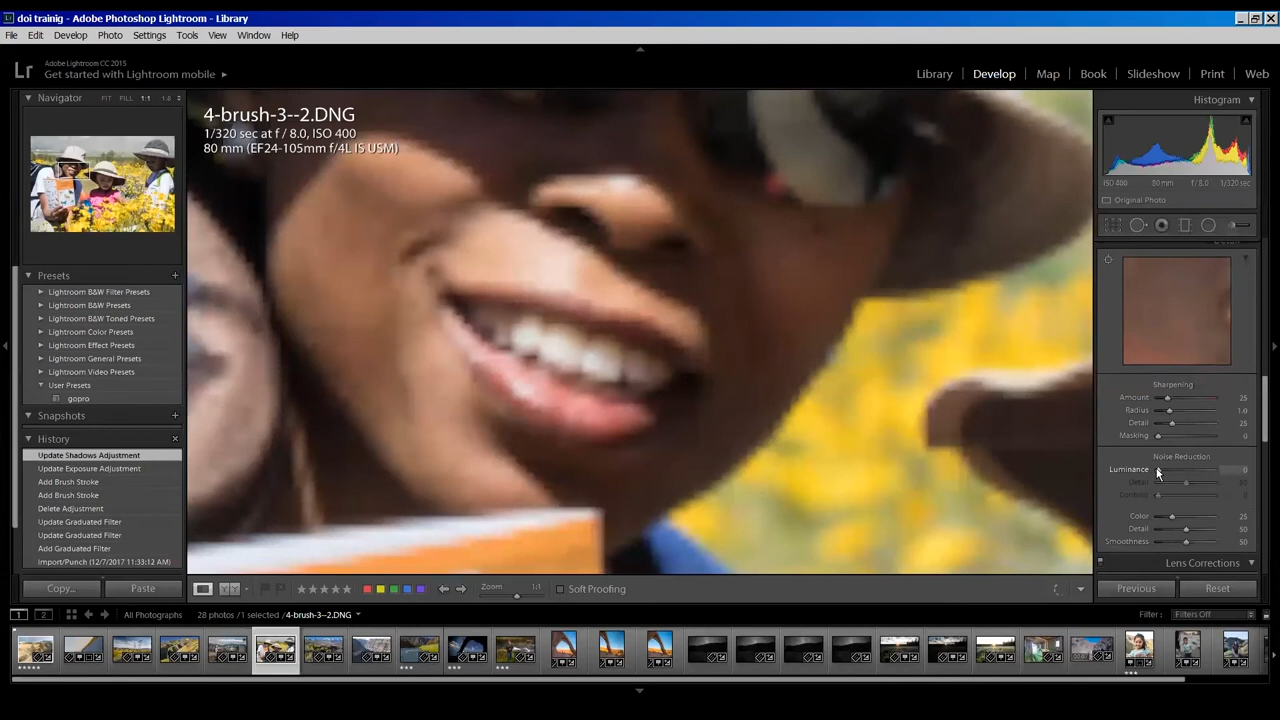 doi trainig - Adobe Photoshop Lightroom - Library
File Edit Develop Photo Settings Tools View Window Help
Lr
Adobe Lightroom CC 2015
Get started with Lightroom mobile
Library Develop Map Book Slideshow Print Web
Navigator FIT FILL 1:1 1:8
Presets
Lightroom B&W Filter Presets
Lightroom B&W Presets
Lightroom B&W Toned Presets
Lightroom Color Presets
Lightroom Effect Presets
Lightroom General Presets
Lightroom Video Presets
User Presets
gopro
Snapshots
History
Update Shadows Adjustment
Update Exposure Adjustment
Add Brush Stroke
Add Brush Stroke
Delete Adjustment
Update Graduated Filter
Update Graduated Filter
Add Graduated Filter
Import/Punch (12/7/2017 11:33:12 AM)
Copy... Paste
4-brush-3--2.DNG
1/320 sec at f / 8.0, ISO 400
80 mm (EF24-105mm f/4L IS USM)
Histogram
ISO 400 80 mm f / 8.0 1/320 sec
Original Photo
Sharpening
Amount 25
Radius 1.0
Detail 25
Masking 0
Noise Reduction
Luminance 0
Detail 50
Contrast 0
Color 25
Detail 50
Smoothness 50
Lens Corrections
Previous Reset
Zoom 1:1
Soft Proofing
1 2 All Photographs 28 photos /1 selected /4-brush-3--2.DNG
Filter : Filters Off